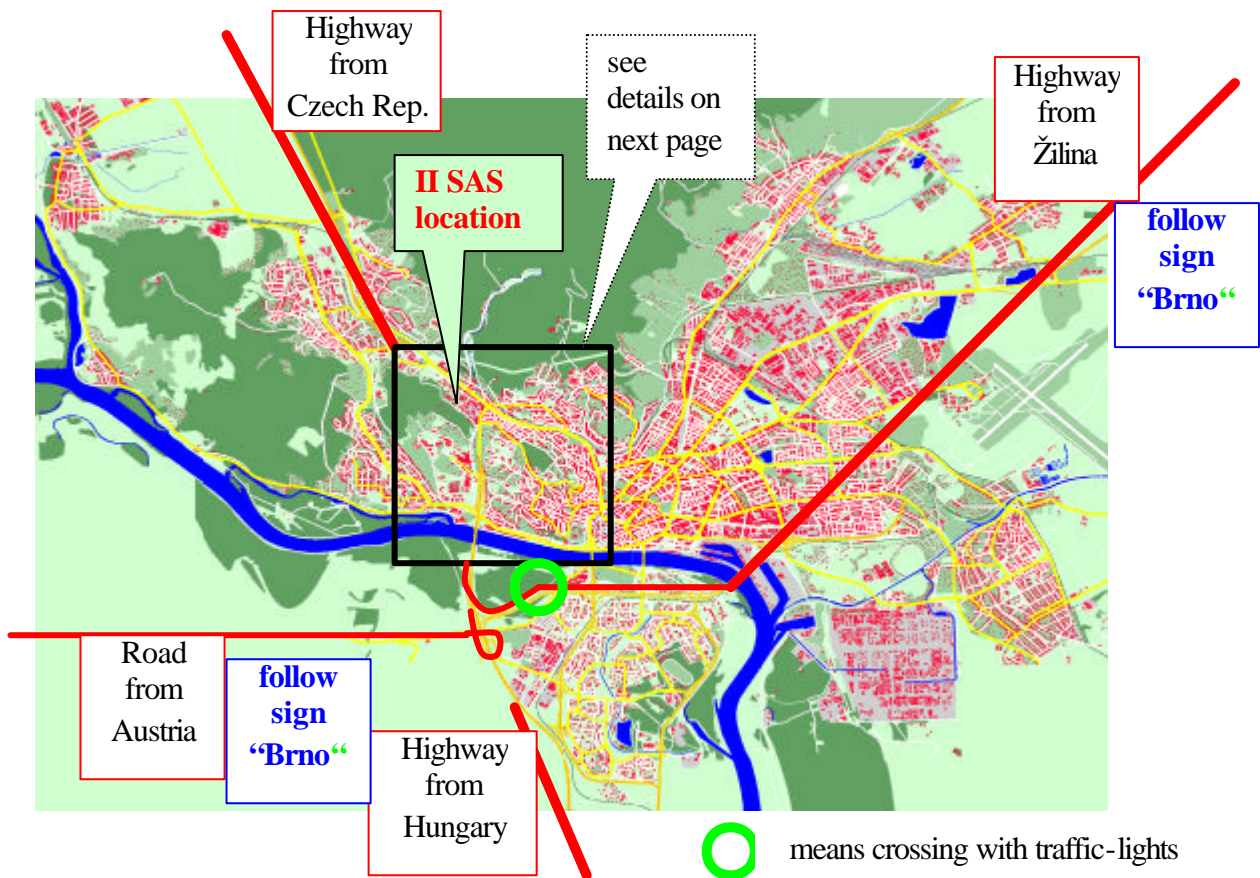 Highway
from
Czech Rep.
see
details on
next page
Highway
from
Žilina
II SAS
location
follow
sign
“Brno“
Road
from
Austria
follow
sign
“Brno“
Highway
from
Hungary
means crossing with traffic-lights